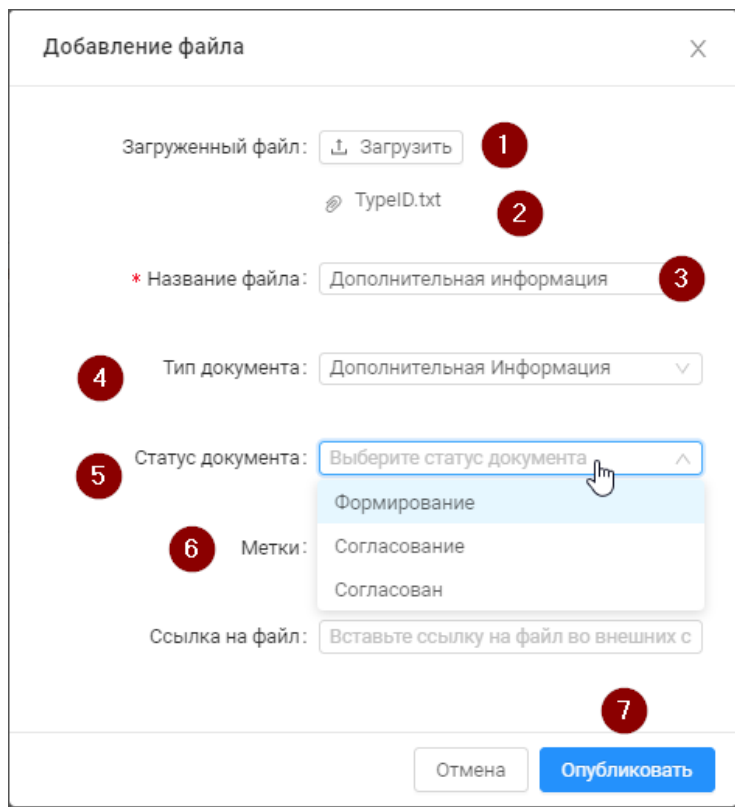 Добавление файла
Загруженный файл: Загрузить 1
TypeID.txt 2
* Название файла: Дополнительная информация 3
4 Тип документа: Дополнительная Информация
5 Статус документа: Выберите статус документа
Формирование
6 Метки: Согласование
Согласован
Ссылка на файл: Вставьте ссылку на файл во внешних с
7
Отмена Опубликовать